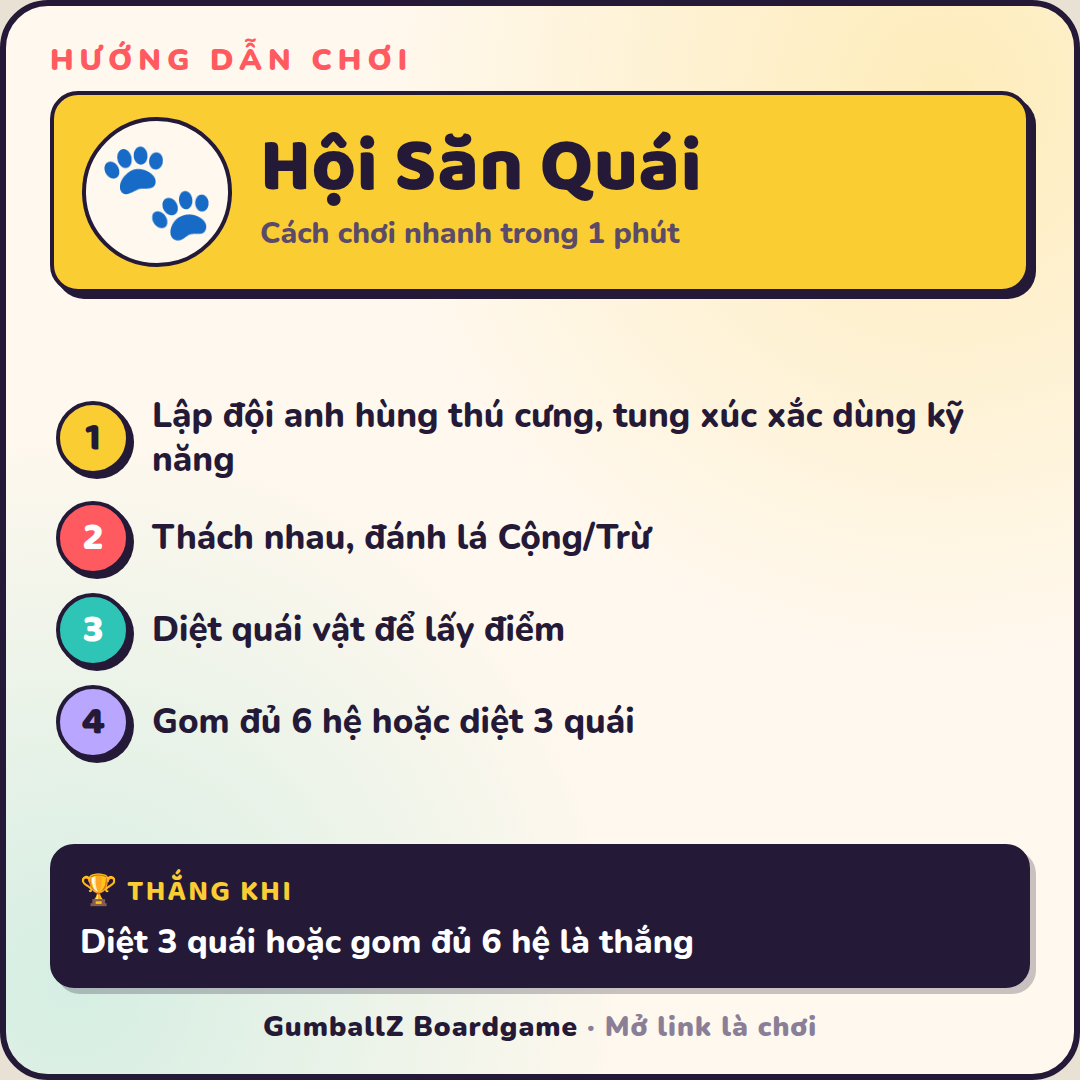 HƯỚNG DẪN CHƠI
Hội Săn Quái
Cách chơi nhanh trong 1 phút
1 Lập đội anh hùng thú cưng, tung xúc xắc dùng kỹ
năng
2 Thách nhau, đánh lá Cộng/Trừ
3 Diệt quái vật để lấy điểm
4 Gom đủ 6 hệ hoặc diệt 3 quái
🏆 THẮNG KHI
Diệt 3 quái hoặc gom đủ 6 hệ là thắng
GumballZ Boardgame · Mở link là chơi